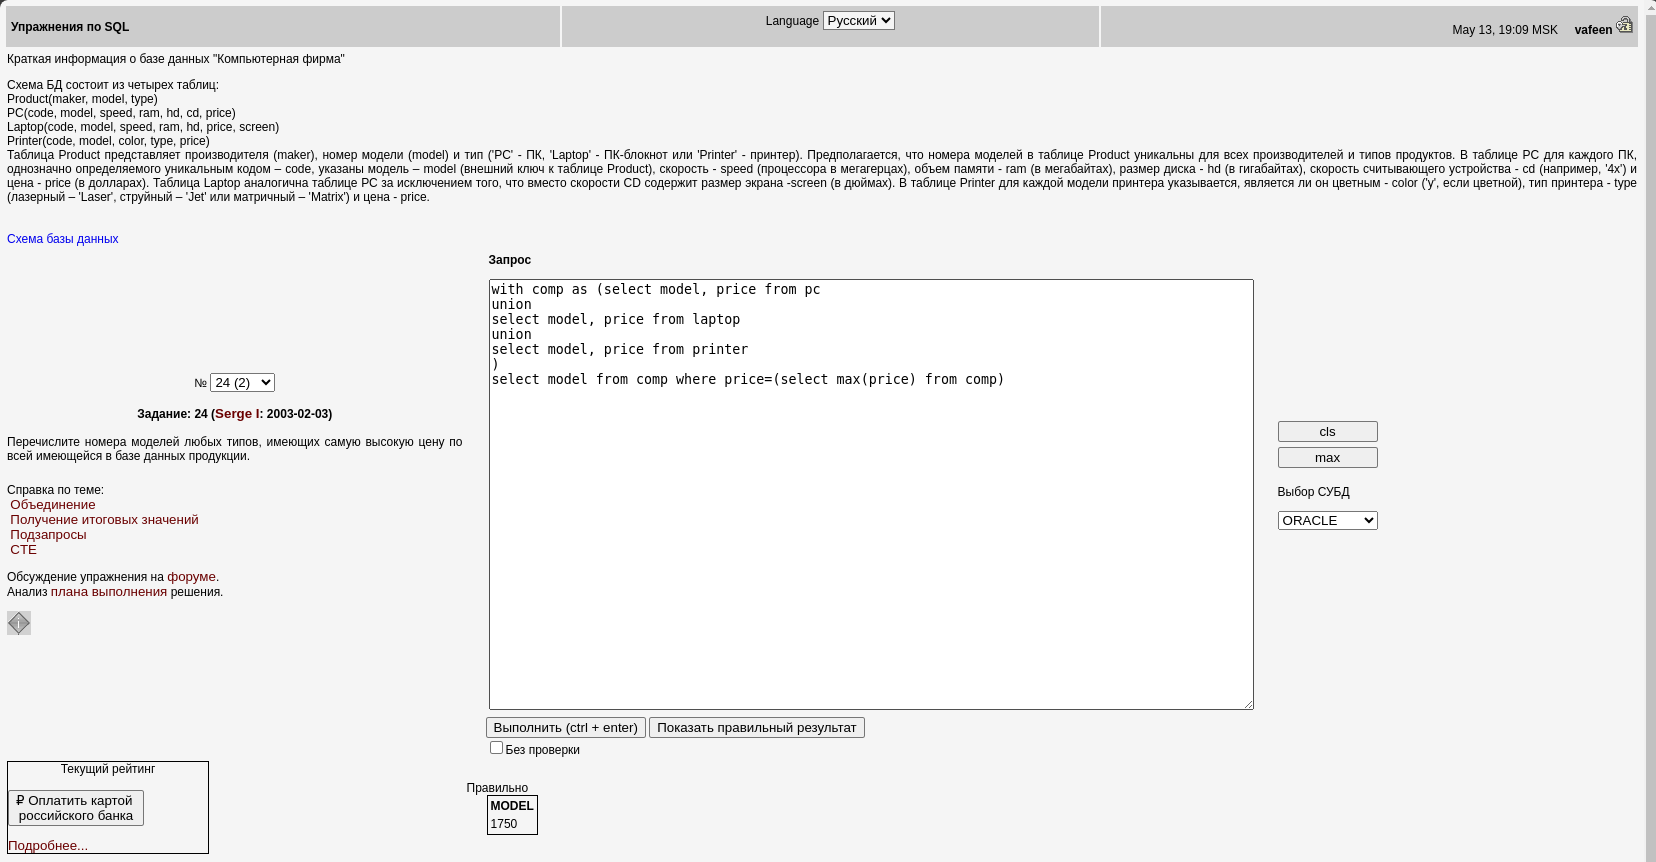 Упражнения по SQL
Language Русский
May 13, 19:09 MSK vafeen
Краткая информация о базе данных "Компьютерная фирма"
Схема БД состоит из четырех таблиц:
Product(maker, model, type)
PC(code, model, speed, ram, hd, cd, price)
Laptop(code, model, speed, ram, hd, price, screen)
Printer(code, model, color, type, price)
Таблица Product представляет производителя (maker), номер модели (model) и тип ('PC' - ПК, 'Laptop' - ПК-блокнот или 'Printer' - принтер). Предполагается, что номера моделей в таблице Product уникальны для всех производителей и типов продуктов. В таблице PC для каждого ПК,
однозначно определяемого уникальным кодом – code, указаны модель – model (внешний ключ к таблице Product), скорость - speed (процессора в мегагерцах), объем памяти - ram (в мегабайтах), размер диска - hd (в гигабайтах), скорость считывающего устройства - cd (например, '4x') и
цена - price (в долларах). Таблица Laptop аналогична таблице РС за исключением того, что вместо скорости CD содержит размер экрана -screen (в дюймах). В таблице Printer для каждой модели принтера указывается, является ли он цветным - color ('y', если цветной), тип принтера - type
(лазерный – 'Laser', струйный – 'Jet' или матричный – 'Matrix') и цена - price.
Схема базы данных
№ 24 (2)
Задание: 24 (Serge I: 2003-02-03)
Перечислите номера моделей любых типов, имеющих самую высокую цену по
всей имеющейся в базе данных продукции.
Справка по теме:
Объединение
Получение итоговых значений
Подзапросы
CTE
Обсуждение упражнения на форуме.
Анализ плана выполнения решения.
Запрос
with comp as (select model, price from pc
union
select model, price from laptop
union
select model, price from printer
)
select model from comp where price=(select max(price) from comp)
cls
max
Выбор СУБД
ORACLE
Выполнить (ctrl + enter) Показать правильный результат
Без проверки
Текущий рейтинг
₽ Оплатить картой
российского банка
Подробнее...
Правильно
MODEL
1750